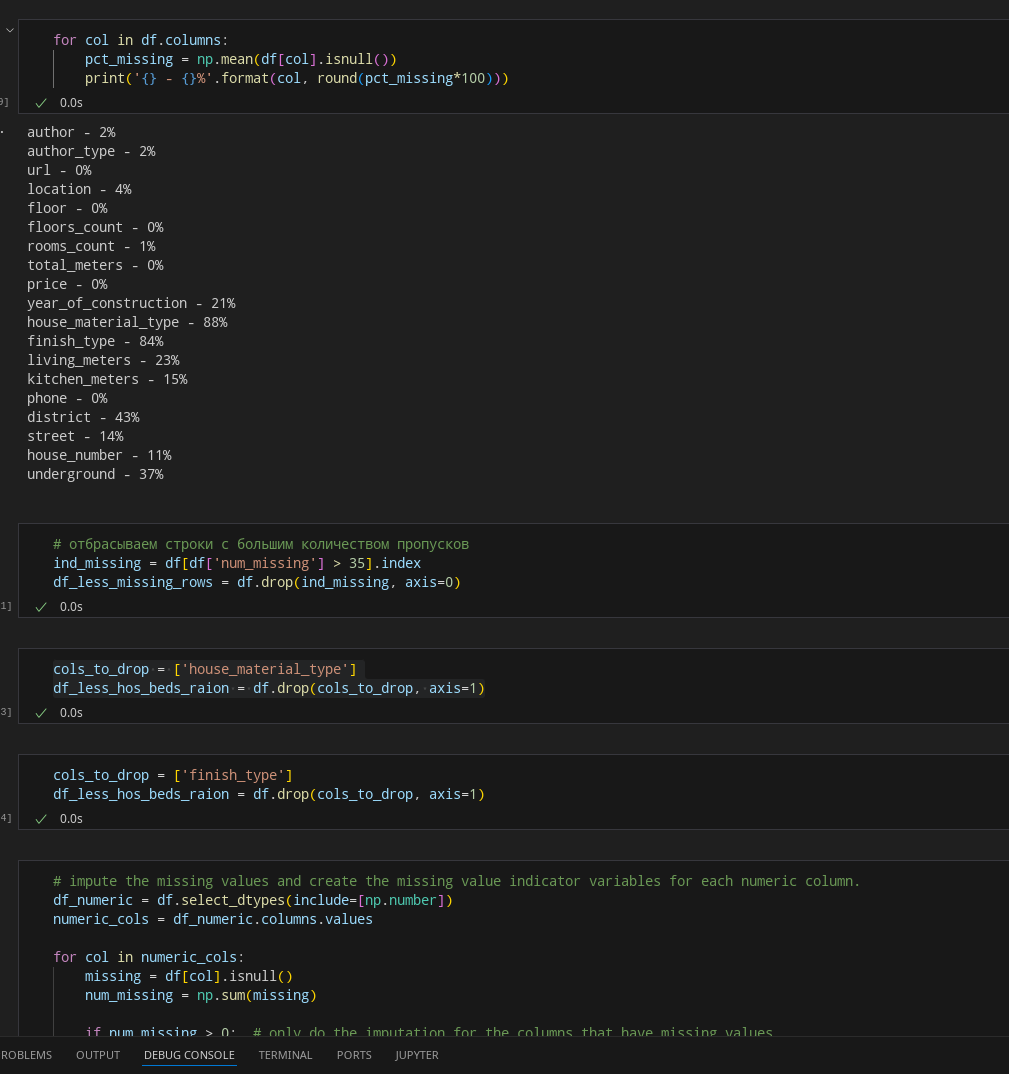 for col in df.columns:
    pct_missing = np.mean(df[col].isnull())
    print('{} - {}%'.format(col, round(pct_missing*100)))
9]
0.0s
author - 2%
author_type - 2%
url - 0%
location - 4%
floor - 0%
floors_count - 0%
rooms_count - 1%
total_meters - 0%
price - 0%
year_of_construction - 21%
house_material_type - 88%
finish_type - 84%
living_meters - 23%
kitchen_meters - 15%
phone - 0%
district - 43%
street - 14%
house_number - 11%
underground - 37%
# отбрасываем строки с большим количеством пропусков
ind_missing = df[df['num_missing'] > 35].index
df_less_missing_rows = df.drop(ind_missing, axis=0)
1]
0.0s
cols_to_drop = ['house_material_type']
df_less_hos_beds_raion = df.drop(cols_to_drop, axis=1)
3]
0.0s
cols_to_drop = ['finish_type']
df_less_hos_beds_raion = df.drop(cols_to_drop, axis=1)
4]
0.0s
# impute the missing values and create the missing value indicator variables for each numeric column.
df_numeric = df.select_dtypes(include=[np.number])
numeric_cols = df_numeric.columns.values
for col in numeric_cols:
    missing = df[col].isnull()
    num_missing = np.sum(missing)
    if num_missing > 0:  # only do the imputation for the columns that have missing values
ROBLEMS OUTPUT DEBUG CONSOLE TERMINAL PORTS JUPYTER